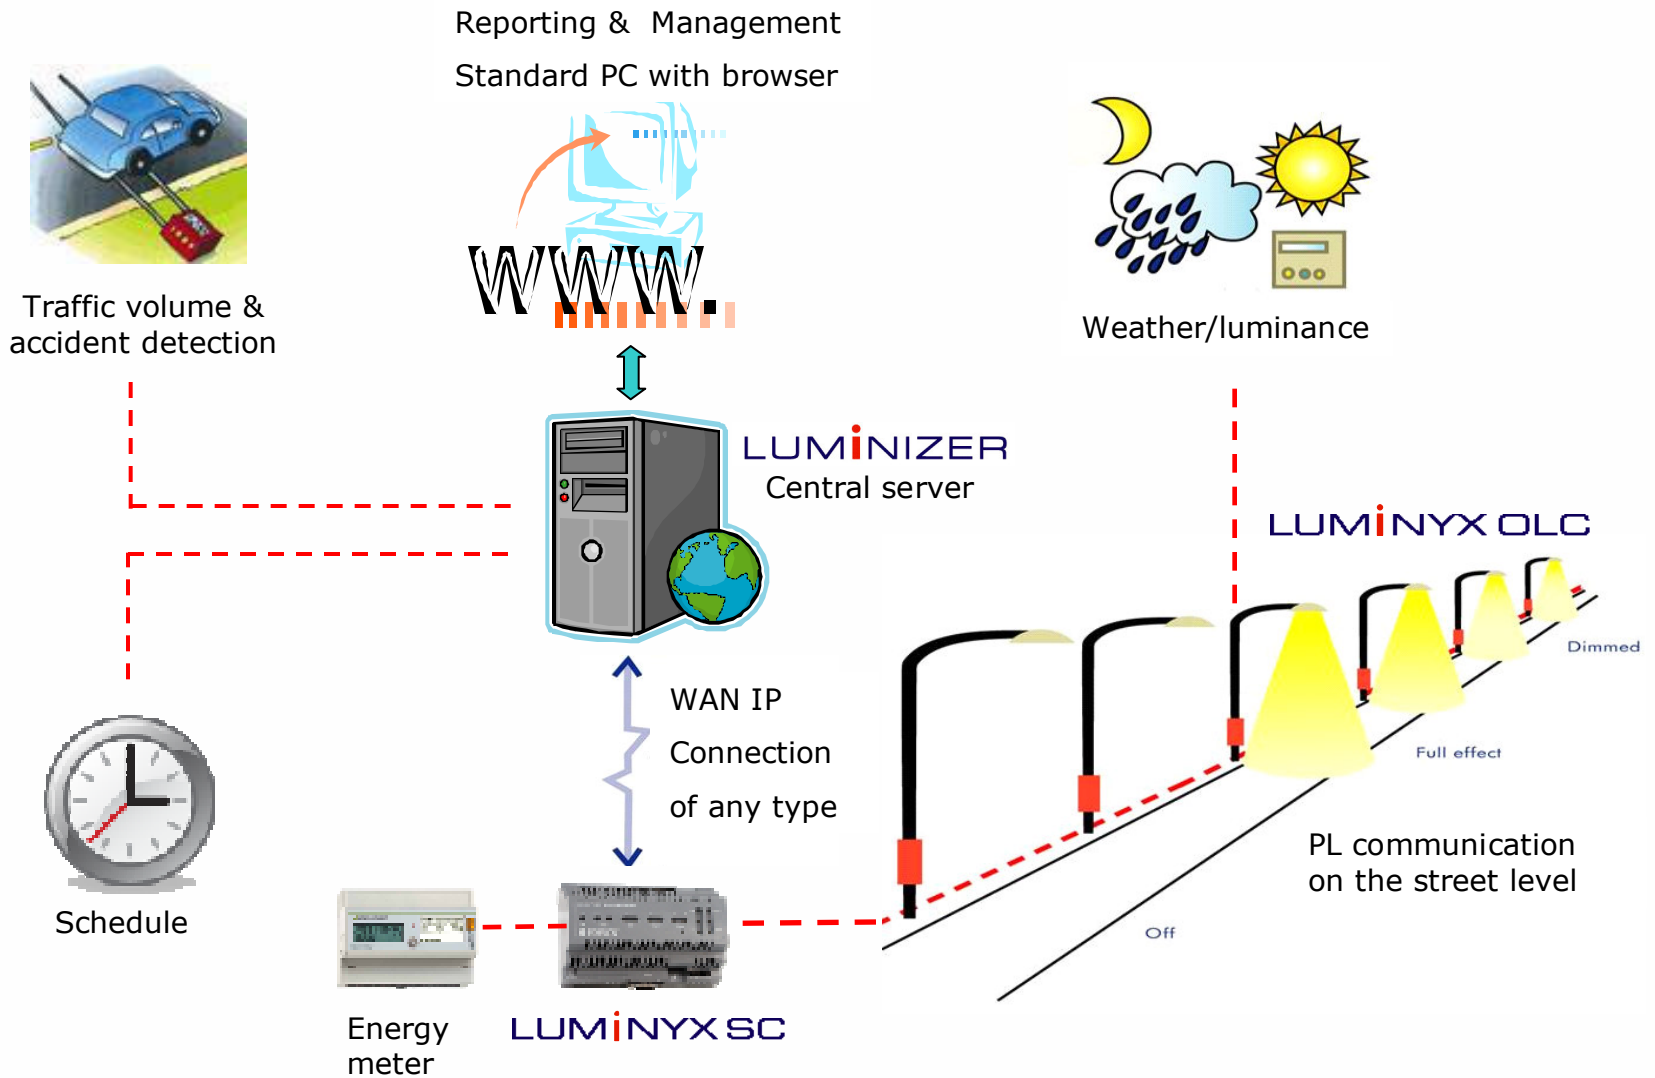 Reporting & Management
Standard PC with browser
www.
Traffic volume &
accident detection
Weather/luminance
LUMiNIZER
Central server
LUMiNYX OLC
Dimmed
WAN IP
Connection
of any type
Full effect
PL communication
on the street level
Schedule
Off
Energy
meter
LUMiNYX SC